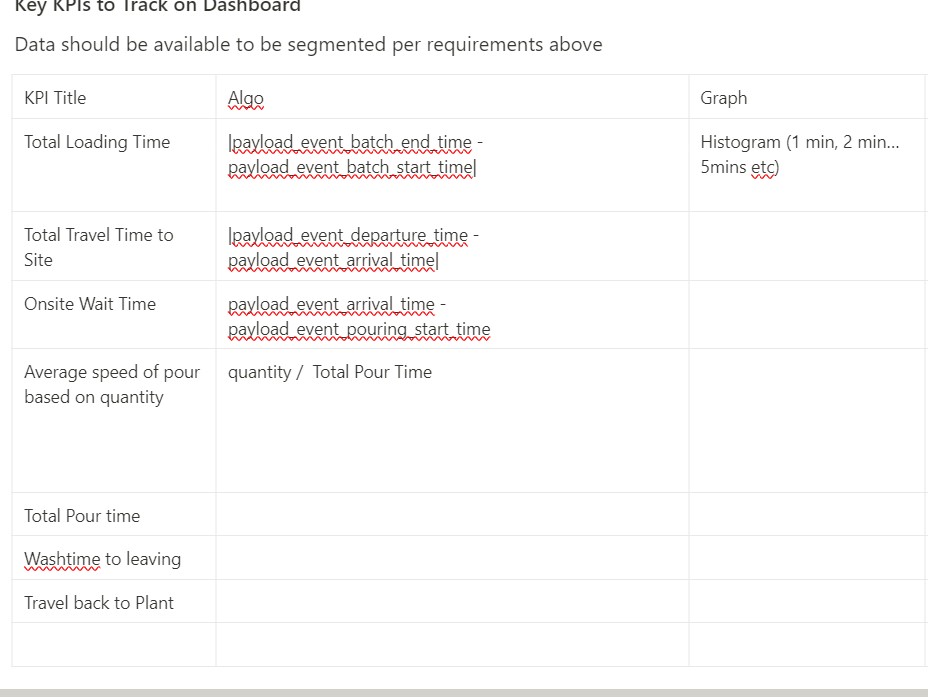 Key KPIs to Track on Dashboard
Data should be available to be segmented per requirements above
KPI Title
Algo
Graph
Total Loading Time
|payload_event_batch_end_time -
payload_event_batch_start_time|
Histogram (1 min, 2 min...
5mins etc)
Total Travel Time to
Site
|payload_event_departure_time -
payload_event_arrival_time|
Onsite Wait Time
payload_event_arrival_time -
payload_event_pouring_start_time
Average speed of pour
based on quantity
quantity /  Total Pour Time
Total Pour time
Washtime to leaving
Travel back to Plant